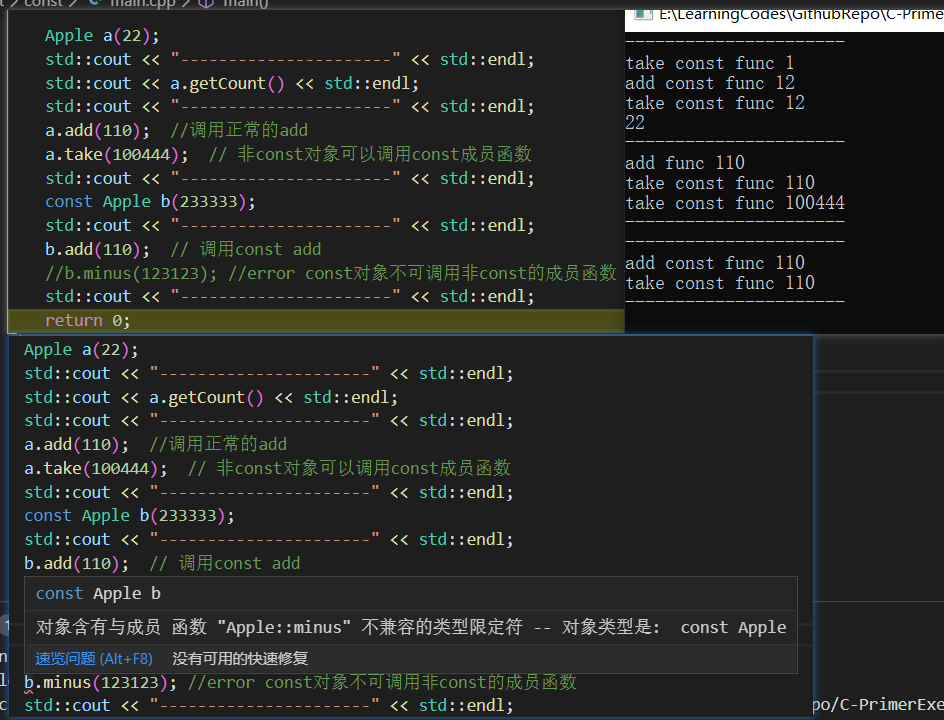 const > main.cpp > main()
Apple a(22);
std::cout << "----------------------" << std::endl;
std::cout << a.getCount() << std::endl;
std::cout << "----------------------" << std::endl;
a.add(110);  //调用正常的add
a.take(100444);  // 非const对象可以调用const成员函数
std::cout << "----------------------" << std::endl;
const Apple b(233333);
std::cout << "----------------------" << std::endl;
b.add(110);  // 调用const add
//b.minus(123123); //error const对象不可调用非const的成员函数
std::cout << "----------------------" << std::endl;
return 0;
E:\LearningCodes\GithubRepo\C-Prime
----------------------
take const func 1
add const func 12
take const func 12
22
----------------------
add func 110
take const func 110
take const func 100444
----------------------
----------------------
add const func 110
take const func 110
----------------------
Apple a(22);
std::cout << "----------------------" << std::endl;
std::cout << a.getCount() << std::endl;
std::cout << "----------------------" << std::endl;
a.add(110);  //调用正常的add
a.take(100444);  // 非const对象可以调用const成员函数
std::cout << "----------------------" << std::endl;
const Apple b(233333);
std::cout << "----------------------" << std::endl;
b.add(110);  // 调用const add
const Apple b
对象含有与成员 函数 "Apple::minus" 不兼容的类型限定符 -- 对象类型是:  const Apple
速览问题 (Alt+F8)  没有可用的快速修复
b.minus(123123); //error const对象不可调用非const的成员函数
std::cout << "----------------------" << std::endl;
po/C-PrimerExe